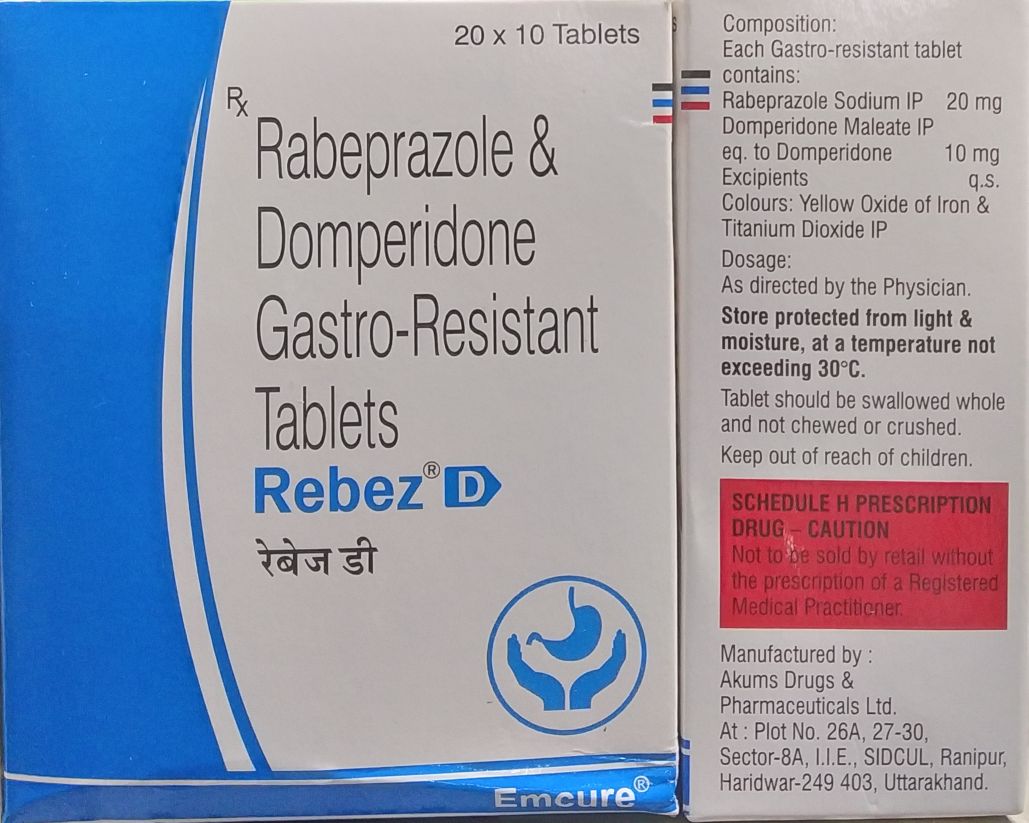 20 x 10 Tablets
Rx
Rabeprazole &
Domperidone
Gastro-Resistant
Tablets
Rebez® D
रेबेज डी
Emcure®
Composition:
Each Gastro-resistant tablet
contains:
Rabeprazole Sodium IP 20 mg
Domperidone Maleate IP
eq. to Domperidone 10 mg
Excipients q.s.
Colours: Yellow Oxide of Iron &
Titanium Dioxide IP
Dosage:
As directed by the Physician.
Store protected from light &
moisture, at a temperature not
exceeding 30°C.
Tablet should be swallowed whole
and not chewed or crushed.
Keep out of reach of children.
SCHEDULE H PRESCRIPTION
DRUG – CAUTION
Not to be sold by retail without
the prescription of a Registered
Medical Practitioner.
Manufactured by :
Akums Drugs &
Pharmaceuticals Ltd.
At : Plot No. 26A, 27-30,
Sector-8A, I.I.E., SIDCUL, Ranipur,
Haridwar-249 403, Uttarakhand.